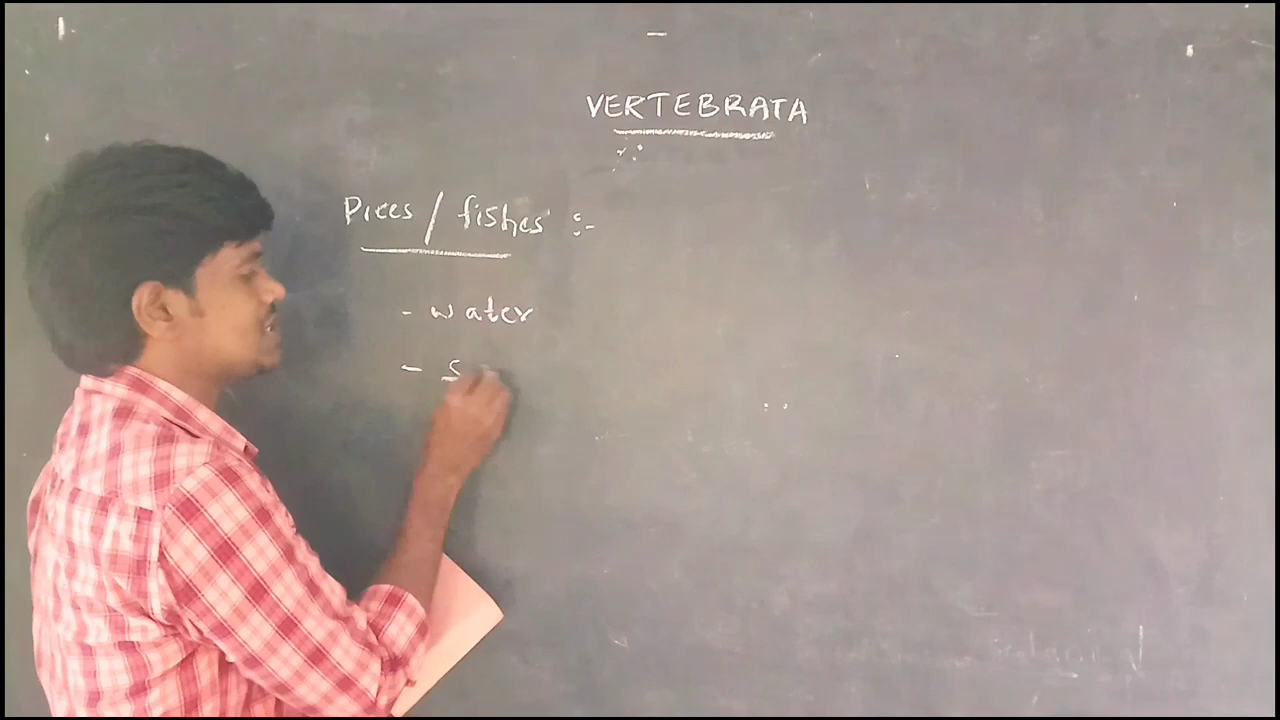 VERTEBRATA
Pices / fishes :-
- water
- S